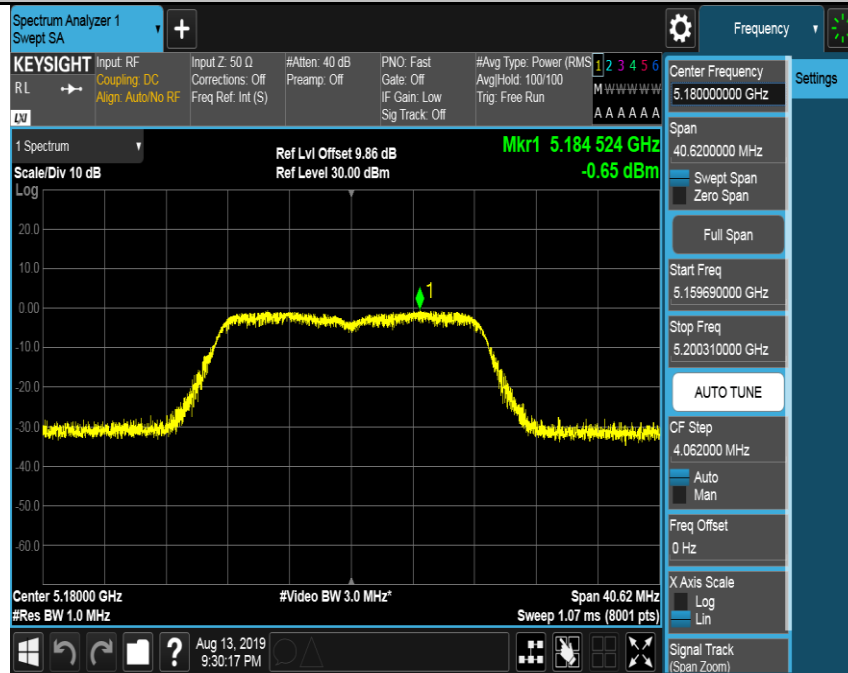 Spectrum Analyzer 1
Swept SA
+
Frequency
KEYSIGHT
RL
LXI
Input: RF
Coupling: DC
Align: Auto/No RF
Input Z: 50 Ω
Corrections: Off
Freq Ref: Int (S)
#Atten: 40 dB
Preamp: Off
PNO: Fast
Gate: Off
IF Gain: Low
Sig Track: Off
#Avg Type: Power (RMS
Avg|Hold: 100/100
Trig: Free Run
1 2 3 4 5 6
M W W W W W
A A A A A A
1 Spectrum
Scale/Div 10 dB
Log
Ref Lvl Offset 9.86 dB
Ref Level 30.00 dBm
Mkr1 5.184 524 GHz
-0.65 dBm
20.0
10.0
0.00
-10.0
-20.0
-30.0
-40.0
-50.0
-60.0
1
Center 5.18000 GHz
#Res BW 1.0 MHz
#Video BW 3.0 MHz*
Span 40.62 MHz
Sweep 1.07 ms (8001 pts)
Center Frequency
5.180000000 GHz
Settings
Span
40.6200000 MHz
Swept Span
Zero Span
Full Span
Start Freq
5.159690000 GHz
Stop Freq
5.200310000 GHz
AUTO TUNE
CF Step
4.062000 MHz
Auto
Man
Freq Offset
0 Hz
X Axis Scale
Log
Lin
Signal Track
(Span Zoom)
?
Aug 13, 2019
9:30:17 PM